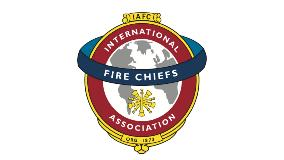 IAFC
INTERNATIONAL
FIRE CHIEFS
ASSOCIATION
ORG 1873